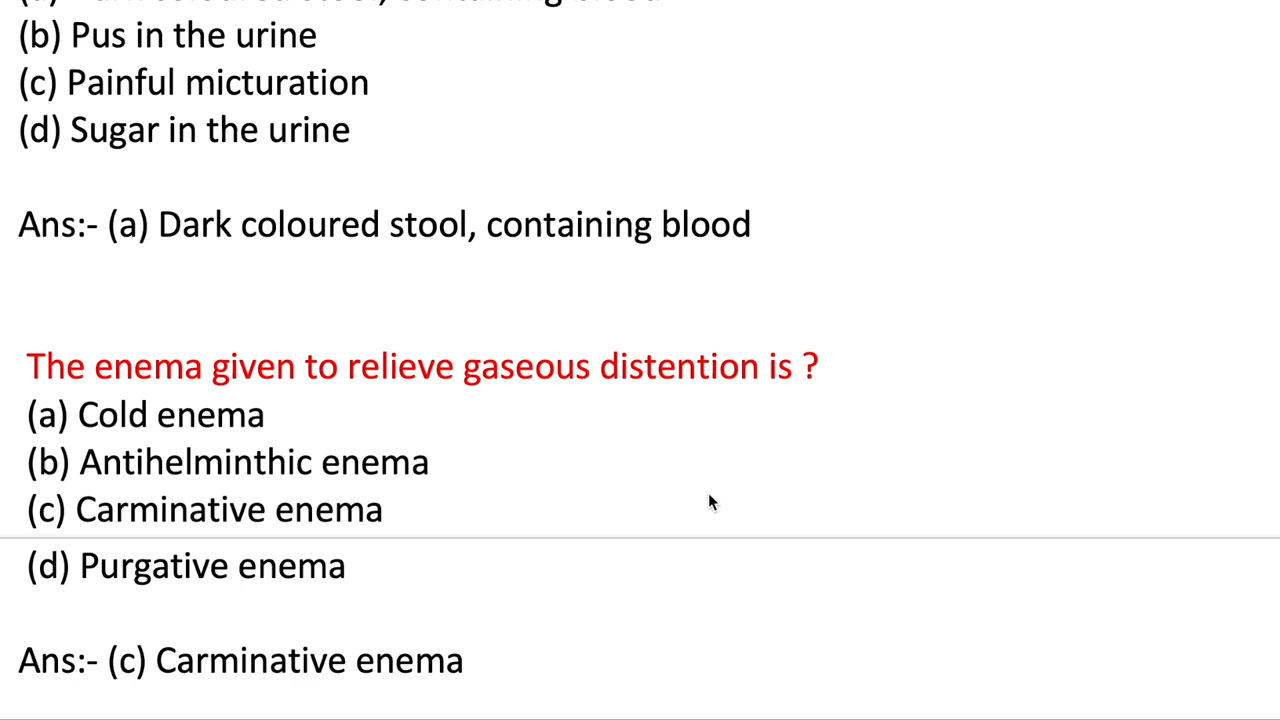 (b) Pus in the urine
(c) Painful micturation
(d) Sugar in the urine
Ans:- (a) Dark coloured stool, containing blood
The enema given to relieve gaseous distention is ?
(a) Cold enema
(b) Antihelminthic enema
(c) Carminative enema
(d) Purgative enema
Ans:- (c) Carminative enema